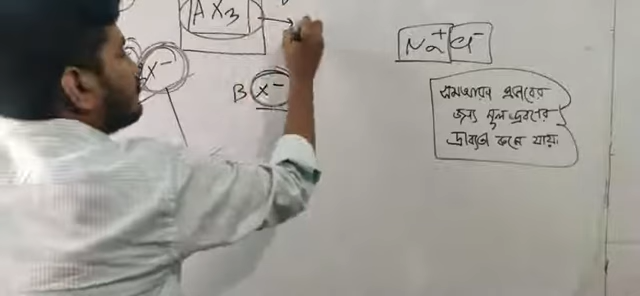 AX₃ →
Na⁺ Cl⁻
X⁻
B X⁻
সমআয়ন প্রভাবের
জন্য মূল দ্রবণের
দ্রাব্যতা কমে যায়